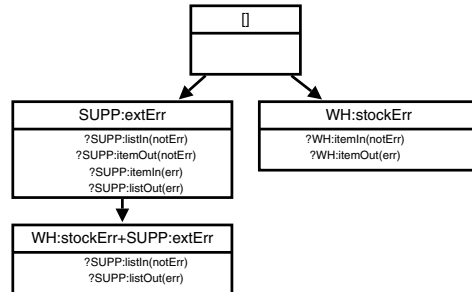 []
SUPP:extErr
?SUPP:listIn(notErr)
?SUPP:itemOut(notErr)
?SUPP:itemIn(err)
?SUPP:listOut(err)
WH:stockErr
?WH:itemIn(notErr)
?WH:itemOut(err)
WH:stockErr+SUPP:extErr
?SUPP:listIn(notErr)
?SUPP:listOut(err)